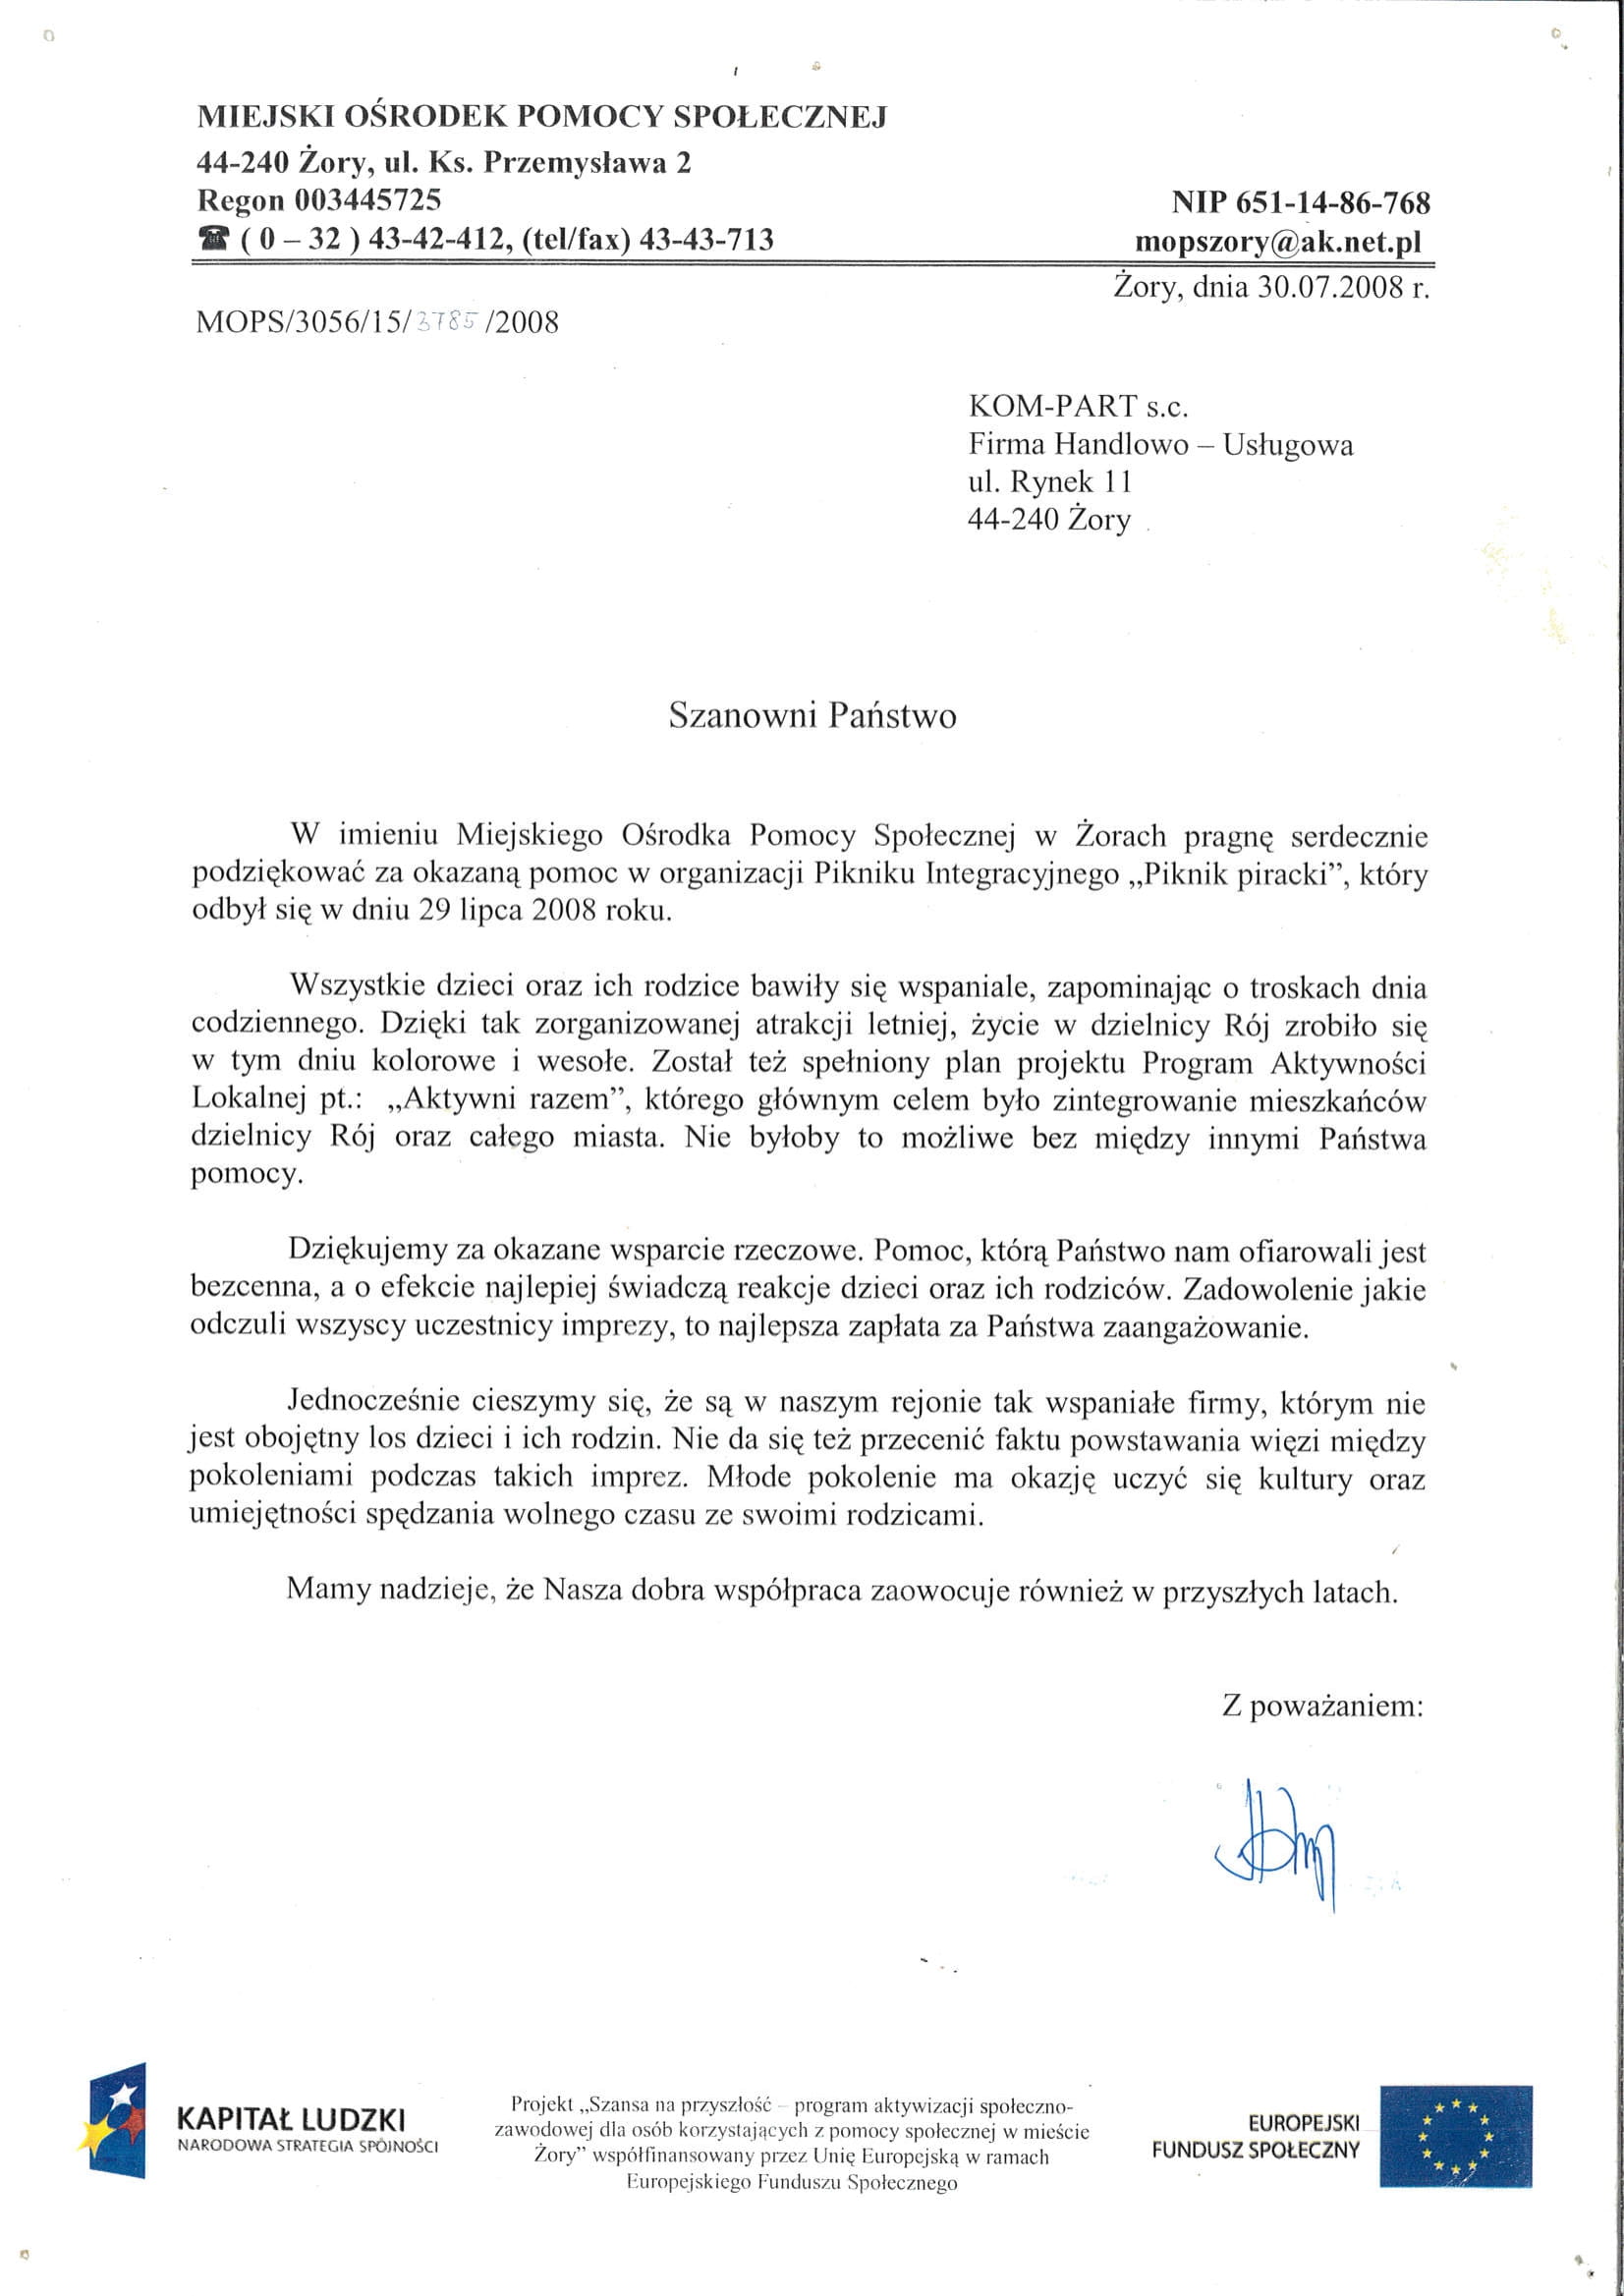 MIEJSKI OŚRODEK POMOCY SPOŁECZNEJ
44-240 Żory, ul. Ks. Przemysława 2
Regon 003445725
NIP 651-14-86-768
☎ ( 0 – 32 ) 43-42-412, (tel/fax) 43-43-713
mopszory@ak.net.pl
Żory, dnia 30.07.2008 r.
MOPS/3056/15/3785/2008
KOM-PART s.c.
Firma Handlowo – Usługowa
ul. Rynek 11
44-240 Żory
Szanowni Państwo
W imieniu Miejskiego Ośrodka Pomocy Społecznej w Żorach pragnę serdecznie
podziękować za okazaną pomoc w organizacji Pikniku Integracyjnego „Piknik piracki”, który
odbył się w dniu 29 lipca 2008 roku.
Wszystkie dzieci oraz ich rodzice bawiły się wspaniale, zapominając o troskach dnia
codziennego. Dzięki tak zorganizowanej atrakcji letniej, życie w dzielnicy Rój zrobiło się
w tym dniu kolorowe i wesołe. Został też spełniony plan projektu Program Aktywności
Lokalnej pt.: „Aktywni razem”, którego głównym celem było zintegrowanie mieszkańców
dzielnicy Rój oraz całego miasta. Nie byłoby to możliwe bez między innymi Państwa
pomocy.
Dziękujemy za okazane wsparcie rzeczowe. Pomoc, którą Państwo nam ofiarowali jest
bezcenna, a o efekcie najlepiej świadczą reakcje dzieci oraz ich rodziców. Zadowolenie jakie
odczuli wszyscy uczestnicy imprezy, to najlepsza zapłata za Państwa zaangażowanie.
Jednocześnie cieszymy się, że są w naszym rejonie tak wspaniałe firmy, którym nie
jest obojętny los dzieci i ich rodzin. Nie da się też przecenić faktu powstawania więzi między
pokoleniami podczas takich imprez. Młode pokolenie ma okazję uczyć się kultury oraz
umiejętności spędzania wolnego czasu ze swoimi rodzicami.
Mamy nadzieje, że Nasza dobra współpraca zaowocuje również w przyszłych latach.
Z poważaniem:
KAPITAŁ LUDZKI
NARODOWA STRATEGIA SPÓJNOŚCI
Projekt „Szansa na przyszłość – program aktywizacji społeczno-
zawodowej dla osób korzystających z pomocy społecznej w mieście
Żory” współfinansowany przez Unię Europejską w ramach
Europejskiego Funduszu Społecznego
EUROPEJSKI
FUNDUSZ SPOŁECZNY